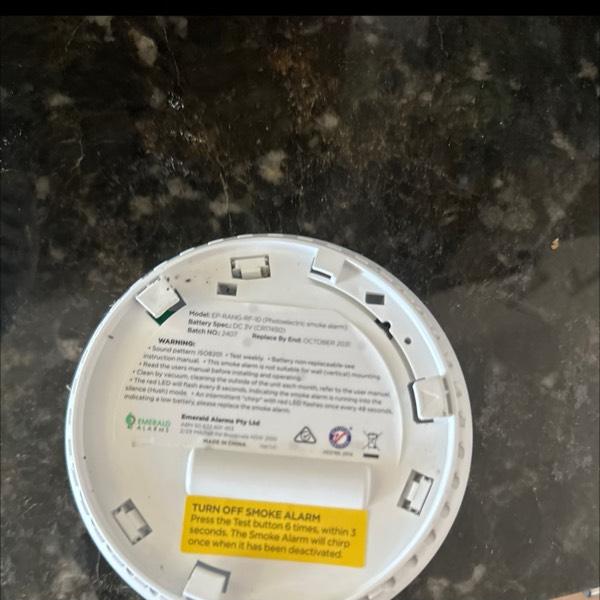 Model: EP-RANG-RF-10 (Photoelectric smoke alarm)
Battery Spec.: DC 3V (CR17450)
Batch NO.: 2407 Replace By End: OCTOBER 2031
WARNING:
• Sound pattern: ISO8201 • Test weekly. • Battery non-replaceable-see
instruction manual. • This smoke alarm is not suitable for wall (vertical) mounting.
• Read the users manual before installing and operating.
• Clean by vacuum, cleaning the outside of the unit each month, refer to the user manual.
• The red LED will flash every 8 seconds, indicating the smoke alarm is running into the
silence (Hush) mode. • An intermittent "chirp" with red LED flashes once every 48 seconds,
indicating a low battery, please replace the smoke alarm.
EMERALD
ALARMS
Emerald Alarms Pty Ltd
MADE IN CHINA
TURN OFF SMOKE ALARM
Press the Test button 6 times, within 3
seconds. The Smoke Alarm will chirp
once when it has been deactivated.